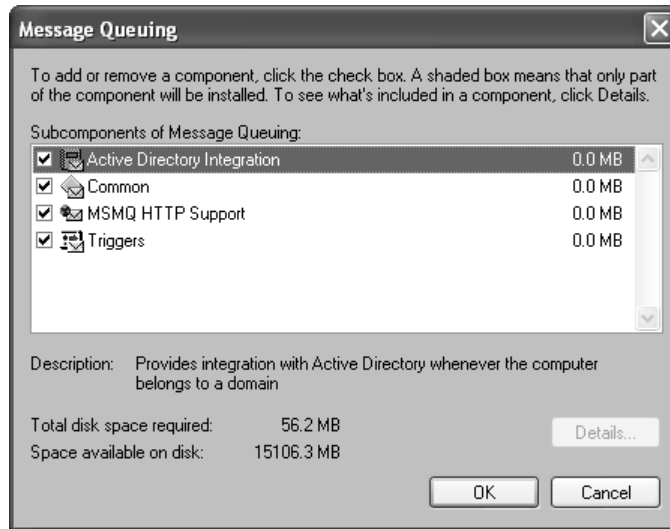 Message Queuing
To add or remove a component, click the check box. A shaded box means that only part
of the component will be installed. To see what's included in a component, click Details.
Subcomponents of Message Queuing:
Active Directory Integration 0.0 MB
Common 0.0 MB
MSMQ HTTP Support 0.0 MB
Triggers 0.0 MB
Description: Provides integration with Active Directory whenever the computer
belongs to a domain
Total disk space required: 56.2 MB
Details...
Space available on disk: 15106.3 MB
OK Cancel